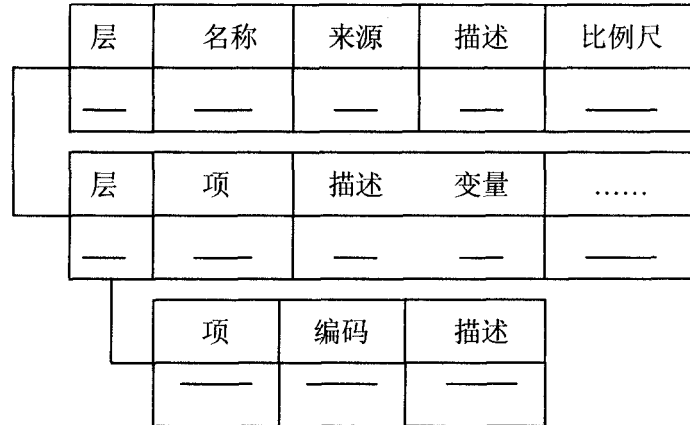 层 名称 来源 描述 比例尺
层 项 描述 变量 ……
项 编码 描述